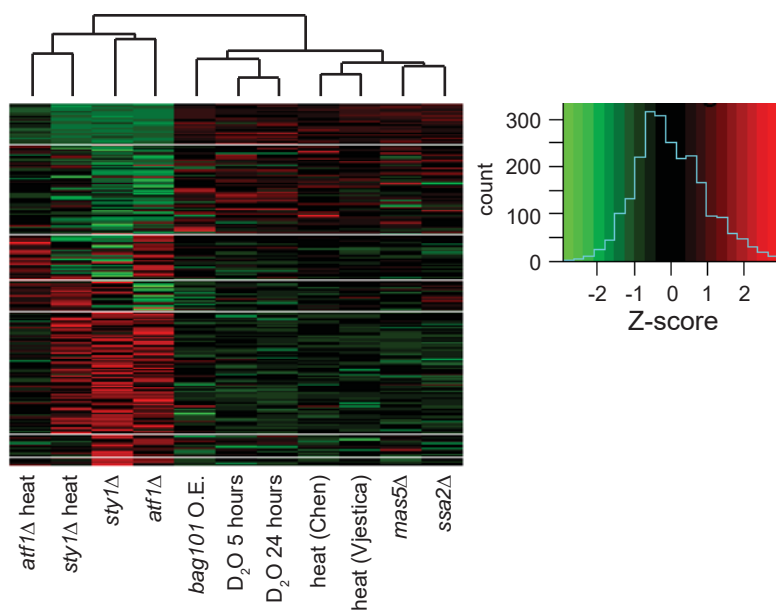 atf1Δ heat
sty1Δ heat
sty1Δ
atf1Δ
bag101 O.E.
D₂O 5 hours
D₂O 24 hours
heat (Chen)
heat (Vjestica)
mas5Δ
ssa2Δ
count
300
200
100
0
-2 -1 0 1 2
Z-score